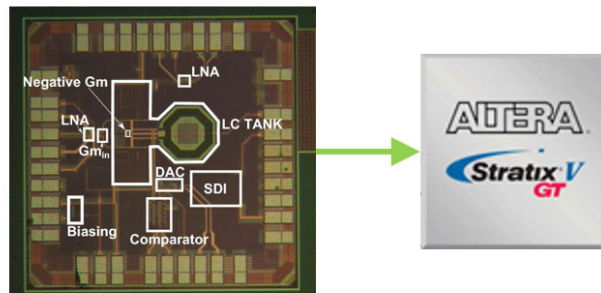 LNA
Negative Gm
LNA
LC TANK
Gmin
DAC
SDI
Biasing
Comparator
ALTERA.
Stratix V
GT